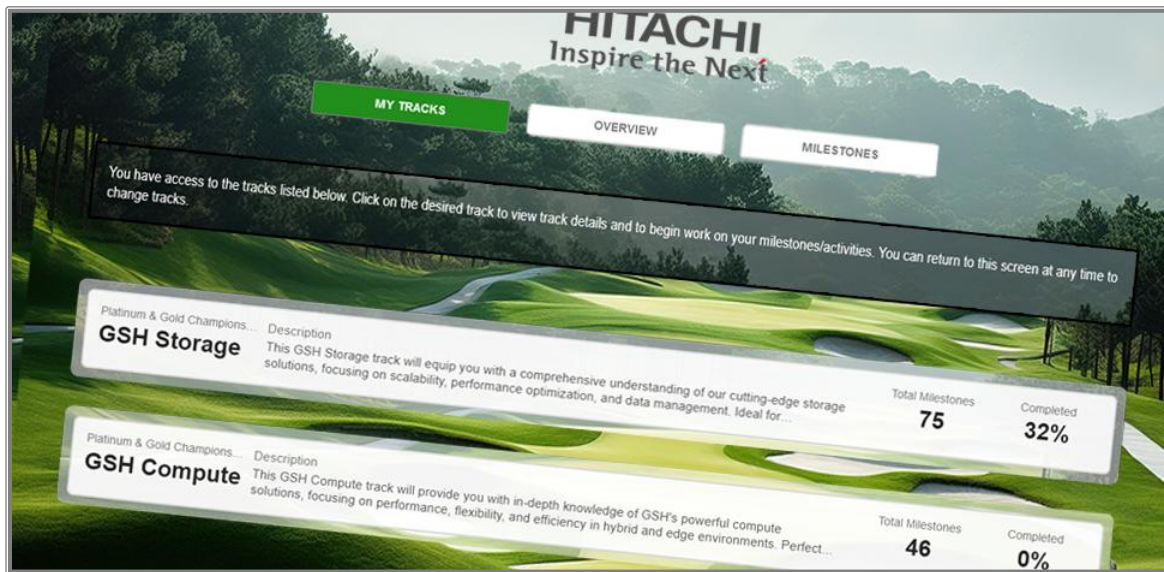 HITACHI
Inspire the Next
MY TRACKS
OVERVIEW
MILESTONES
You have access to the tracks listed below. Click on the desired track to view track details and to begin work on your milestones/activities. You can return to this screen at any time to
change tracks.
Platinum & Gold Champions...
GSH Storage
Description
This GSH Storage track will equip you with a comprehensive understanding of our cutting-edge storage
solutions, focusing on scalability, performance optimization, and data management. Ideal for...
Total Milestones
75
Completed
32%
Platinum & Gold Champions...
GSH Compute
Description
This GSH Compute track will provide you with in-depth knowledge of GSH's powerful compute
solutions, focusing on performance, flexibility, and efficiency in hybrid and edge environments. Perfect...
Total Milestones
46
Completed
0%